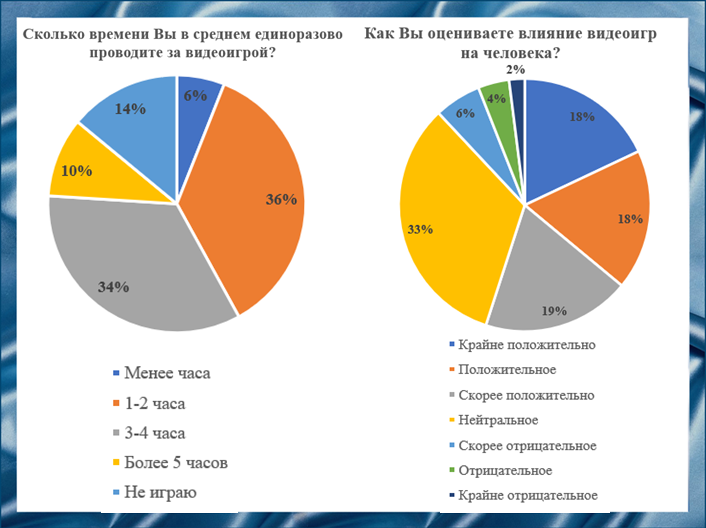 Сколько времени Вы в среднем единоразово
проводите за видеоигрой?
6%
36%
34%
10%
14%
Менее часа
1-2 часа
3-4 часа
Более 5 часов
Не играю
Как Вы оцениваете влияние видеоигр
на человека?
2%
18%
18%
19%
33%
6%
4%
Крайне положительно
Положительное
Скорее положительно
Нейтральное
Скорее отрицательное
Отрицательное
Крайне отрицательное